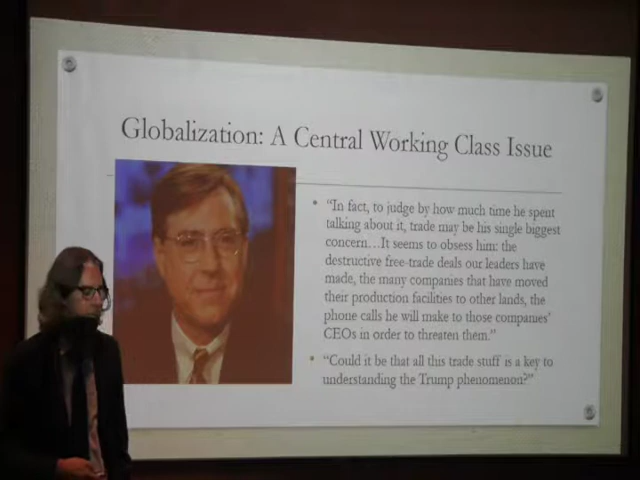 Globalization: A Central Working Class Issue
• “In fact, to judge by how much time he spent
talking about it, trade may be his single biggest
concern…It seems to obsess him: the
destructive free-trade deals our leaders have
made, the many companies that have moved
their production facilities to other lands, the
phone calls he will make to those companies’
CEOs in order to threaten them.”
• “Could it be that all this trade stuff is a key to
understanding the Trump phenomenon?”